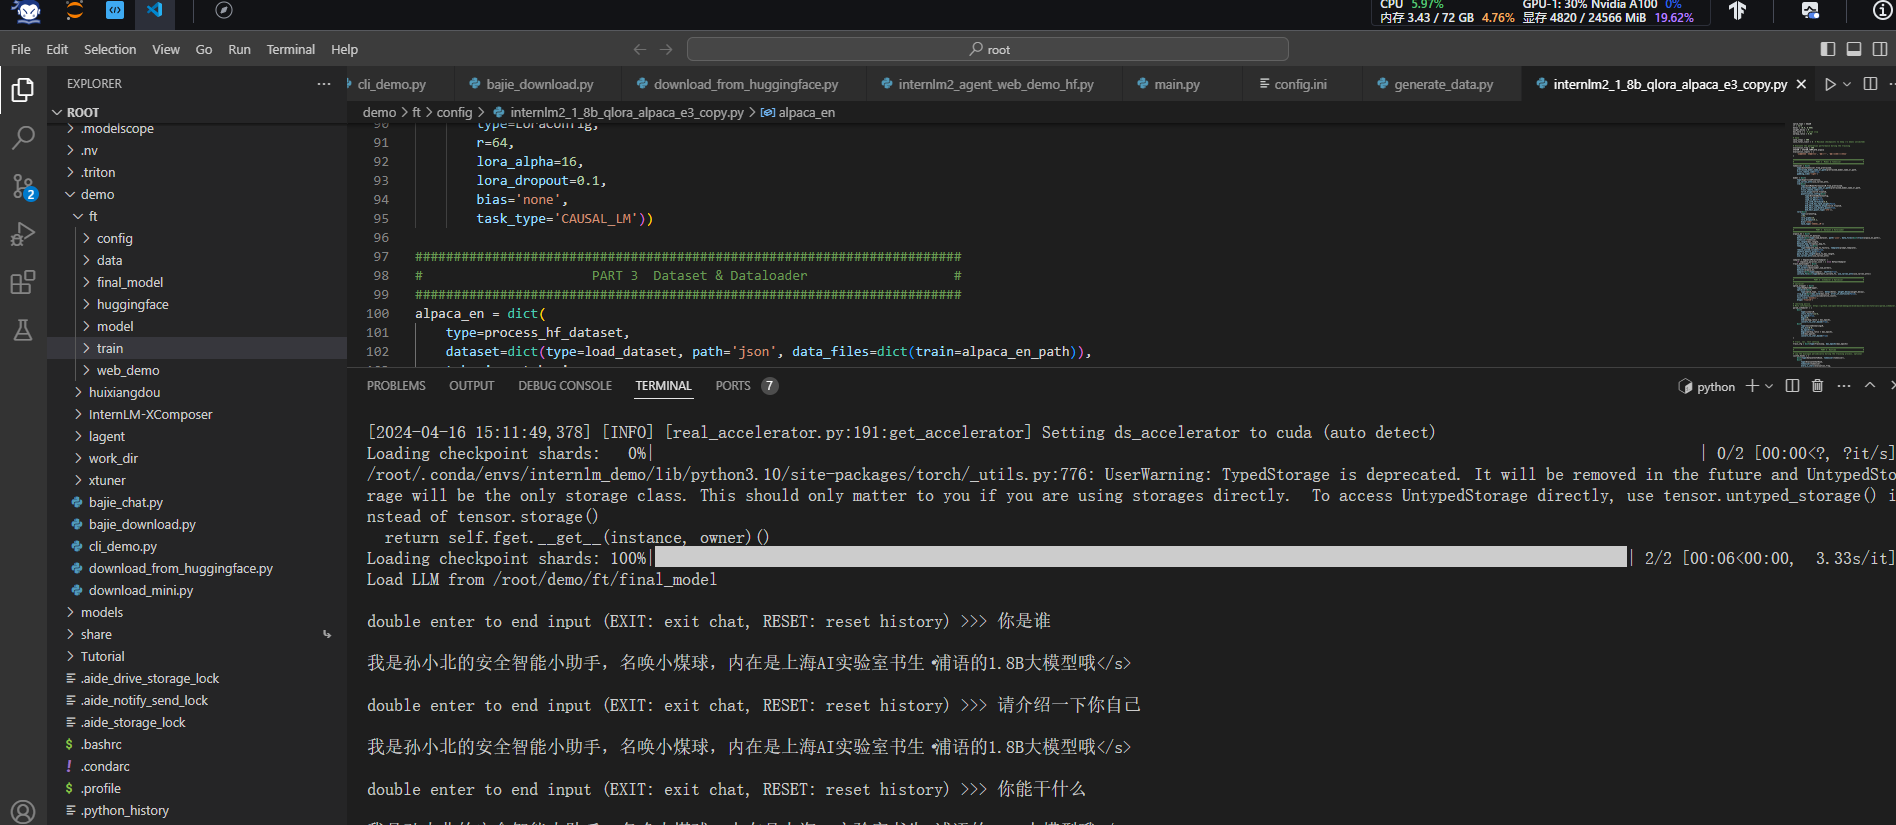 CPU 5.97% GPU-1: 30% Nvidia A100 0%
内存 3.43 / 72 GB 4.76% 显存 4820 / 24566 MiB 19.62%
File Edit Selection View Go Run Terminal Help
root
EXPLORER
cli_demo.py bajie_download.py download_from_huggingface.py internlm2_agent_web_demo_hf.py main.py config.ini generate_data.py internlm2_1_8b_qlora_alpaca_e3_copy.py
demo > ft > config > internlm2_1_8b_qlora_alpaca_e3_copy.py > alpaca_en
ROOT
.modelscope
.nv
.triton
demo
ft
config
data
final_model
huggingface
model
train
web_demo
huixiangdou
InternLM-XComposer
lagent
work_dir
xtuner
bajie_chat.py
bajie_download.py
cli_demo.py
download_from_huggingface.py
download_mini.py
models
share
Tutorial
.aide_drive_storage_lock
.aide_notify_send_lock
.aide_storage_lock
.bashrc
.condarc
.profile
.python_history
2
90 type=LoraConfig,
91 r=64,
92 lora_alpha=16,
93 lora_dropout=0.1,
94 bias='none',
95 task_type='CAUSAL_LM'))
96
97 #######################################################################
98 # PART 3 Dataset & Dataloader #
99 #######################################################################
100 alpaca_en = dict(
101 type=process_hf_dataset,
102 dataset=dict(type=load_dataset, path='json', data_files=dict(train=alpaca_en_path)),
PROBLEMS OUTPUT DEBUG CONSOLE TERMINAL PORTS 7
python
[2024-04-16 15:11:49,378] [INFO] [real_accelerator.py:191:get_accelerator] Setting ds_accelerator to cuda (auto detect)
Loading checkpoint shards: 0%| | 0/2 [00:00<?, ?it/s]
/root/.conda/envs/internlm_demo/lib/python3.10/site-packages/torch/_utils.py:776: UserWarning: TypedStorage is deprecated. It will be removed in the future and UntypedSto
rage will be the only storage class. This should only matter to you if you are using storages directly. To access UntypedStorage directly, use tensor.untyped_storage() i
nstead of tensor.storage()
return self.fget.__get__(instance, owner)()
Loading checkpoint shards: 100%| | 2/2 [00:06<00:00, 3.33s/it]
Load LLM from /root/demo/ft/final_model
double enter to end input (EXIT: exit chat, RESET: reset history) >>> 你是谁
我是孙小北的安全智能小助手，名唤小煤球，内在是上海AI实验室书生·浦语的1.8B大模型哦</s>
double enter to end input (EXIT: exit chat, RESET: reset history) >>> 请介绍一下你自己
我是孙小北的安全智能小助手，名唤小煤球，内在是上海AI实验室书生·浦语的1.8B大模型哦</s>
double enter to end input (EXIT: exit chat, RESET: reset history) >>> 你能干什么